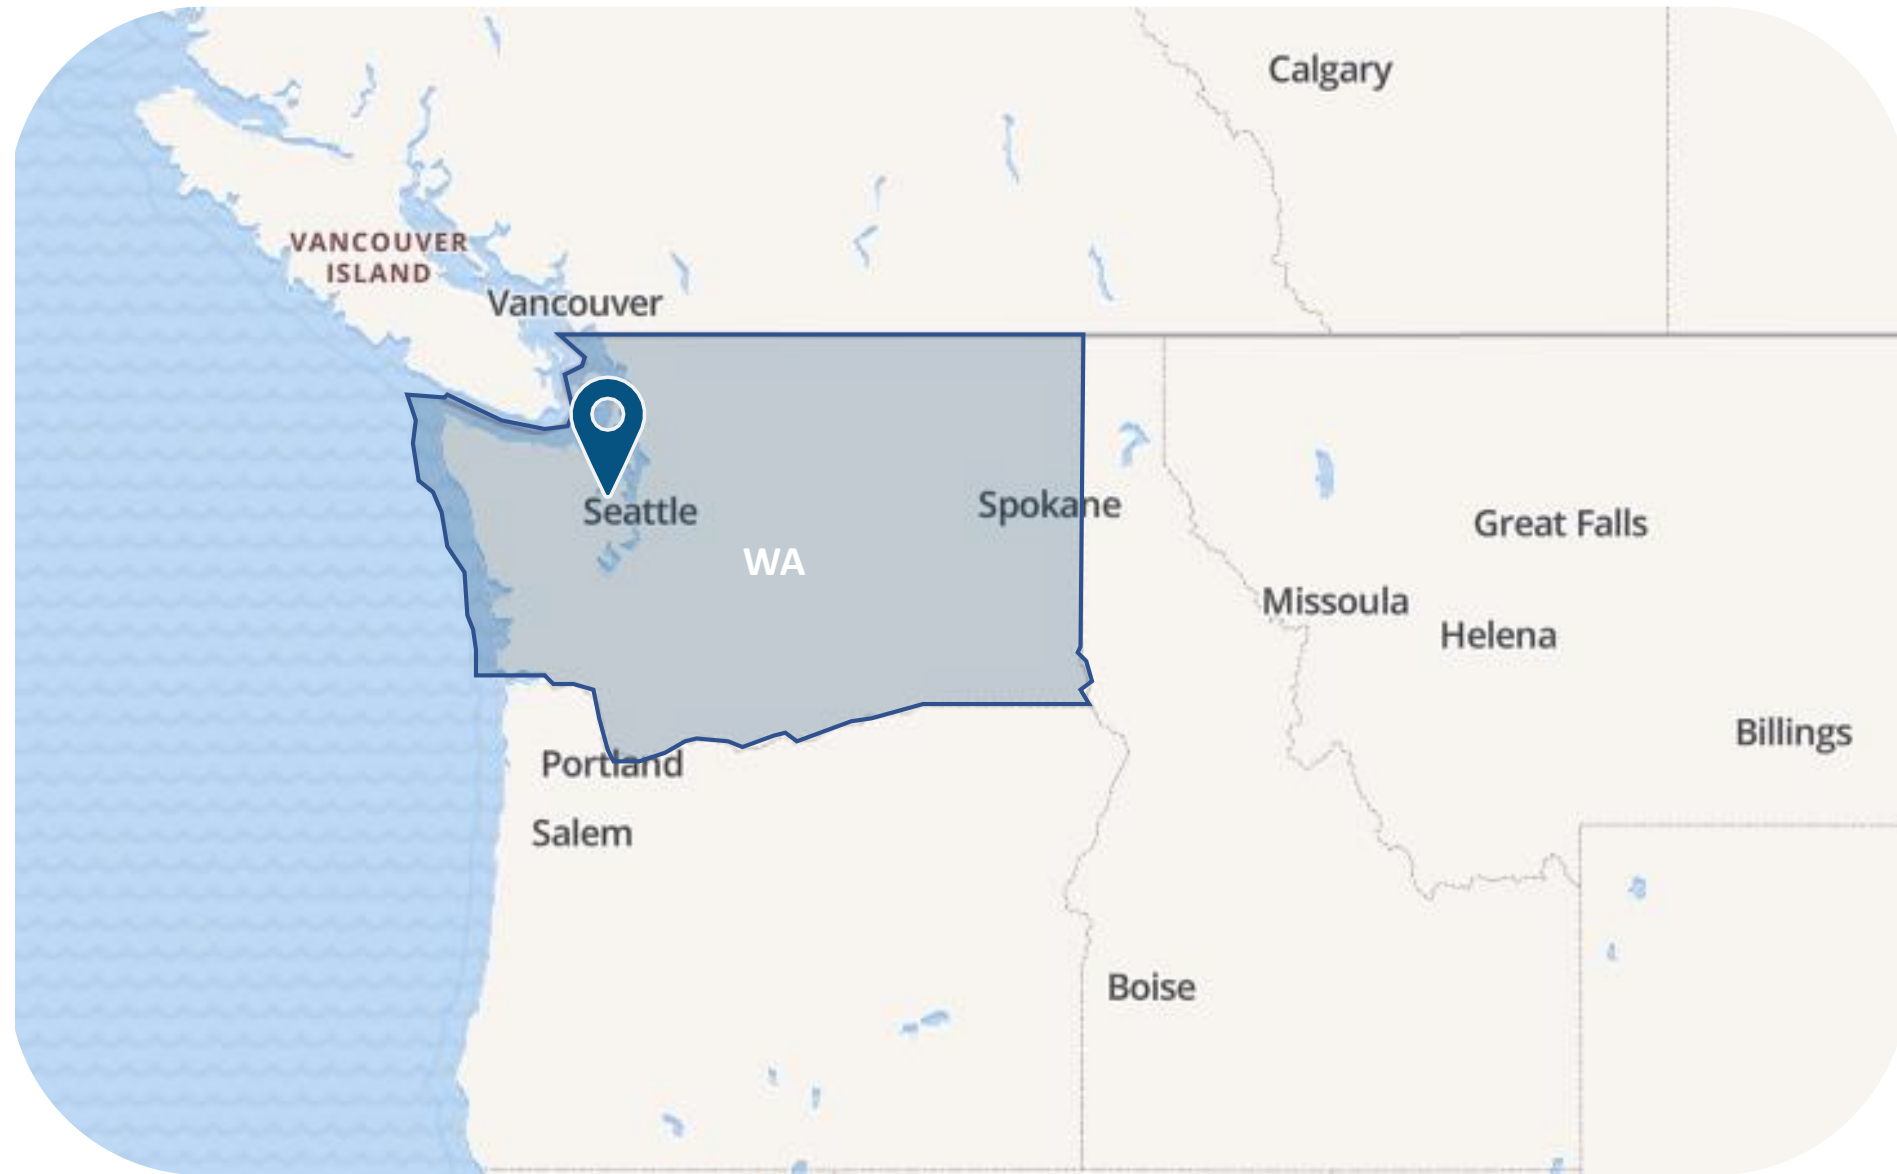 Calgary
VANCOUVER
ISLAND
Vancouver
Spokane
Seattle
Great Falls
WA
Missoula
Helena
Billings
Portland
Salem
Boise